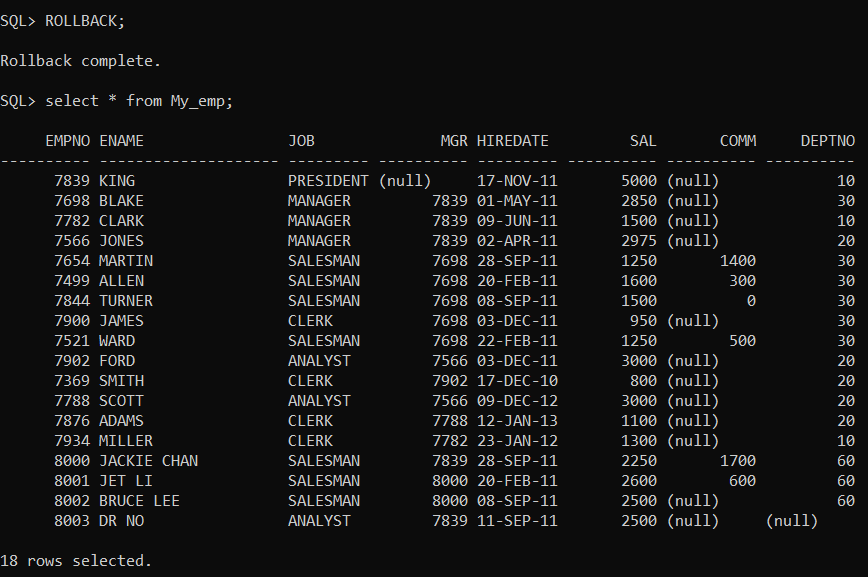 SQL> ROLLBACK;
Rollback complete.
SQL> select * from My_emp;
     EMPNO ENAME                JOB              MGR HIREDATE         SAL       COMM     DEPTNO
---------- -------------------- --------- ---------- --------- ---------- ---------- ----------
      7839 KING                 PRESIDENT (null)     17-NOV-11       5000 (null)             10
      7698 BLAKE                MANAGER         7839 01-MAY-11       2850 (null)             30
      7782 CLARK                MANAGER         7839 09-JUN-11       1500 (null)             10
      7566 JONES                MANAGER         7839 02-APR-11       2975 (null)             20
      7654 MARTIN               SALESMAN        7698 28-SEP-11       1250       1400         30
      7499 ALLEN                SALESMAN        7698 20-FEB-11       1600        300         30
      7844 TURNER               SALESMAN        7698 08-SEP-11       1500          0         30
      7900 JAMES                CLERK           7698 03-DEC-11        950 (null)             30
      7521 WARD                 SALESMAN        7698 22-FEB-11       1250        500         30
      7902 FORD                 ANALYST         7566 03-DEC-11       3000 (null)             20
      7369 SMITH                CLERK           7902 17-DEC-10        800 (null)             20
      7788 SCOTT                ANALYST         7566 09-DEC-12       3000 (null)             20
      7876 ADAMS                CLERK           7788 12-JAN-13       1100 (null)             20
      7934 MILLER               CLERK           7782 23-JAN-12       1300 (null)             10
      8000 JACKIE CHAN          SALESMAN        7839 28-SEP-11       2250       1700         60
      8001 JET LI               SALESMAN        8000 20-FEB-11       2600        600         60
      8002 BRUCE LEE            SALESMAN        8000 08-SEP-11       2500 (null)             60
      8003 DR NO                ANALYST         7839 11-SEP-11       2500 (null)     (null)
18 rows selected.